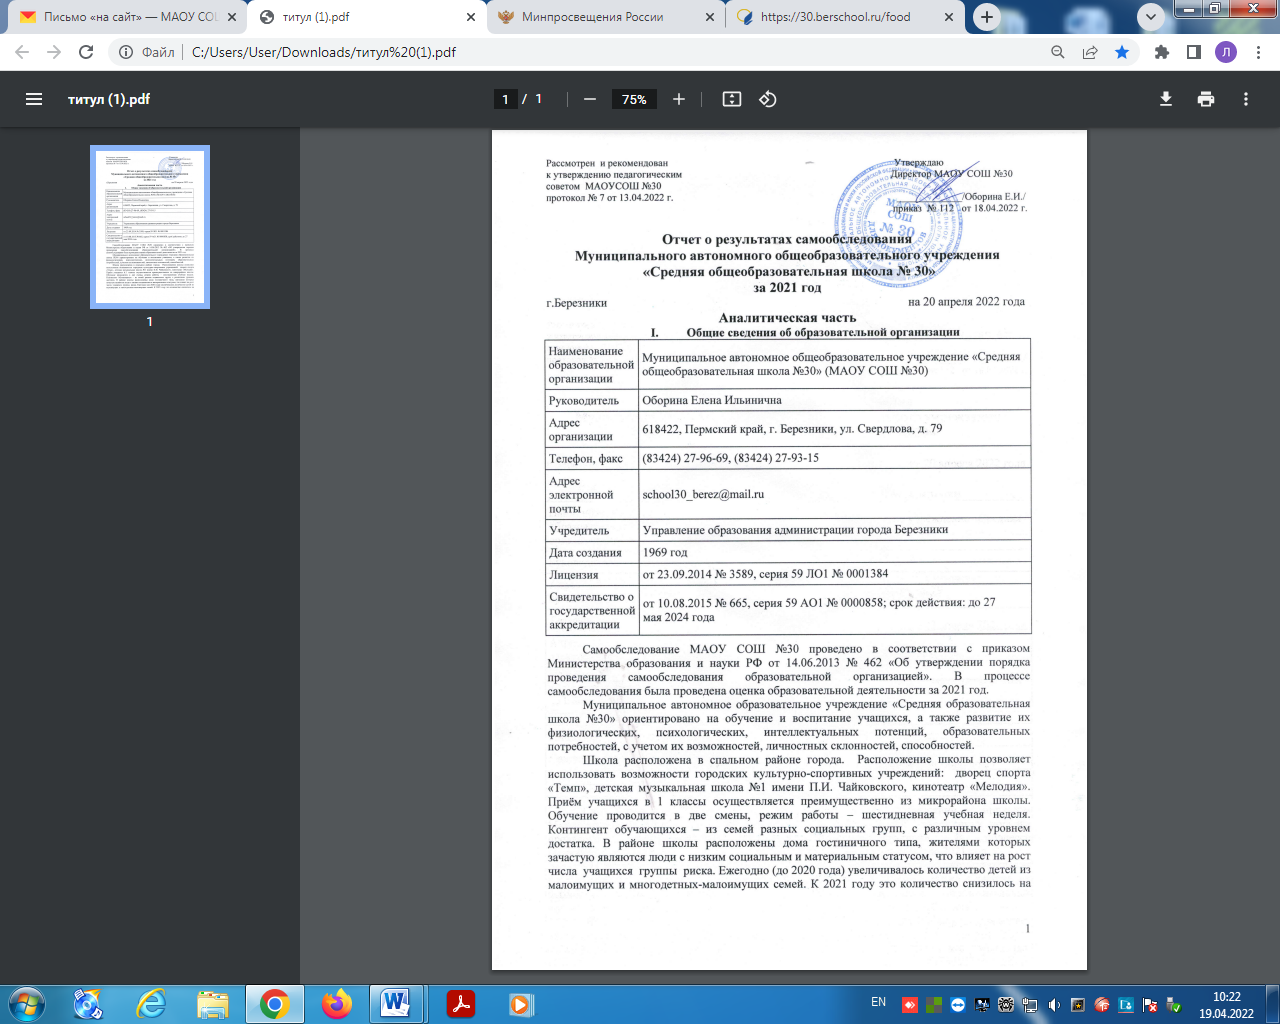 Письмо «на сайт» — МАОУ СОШ
титул (1).pdf
Минпросвещения России
https://30.berschool.ru/food
Файл
C:/Users/User/Downloads/титул%20(1).pdf
Л
титул (1).pdf
1 / 1
75%
1
Рассмотрен и рекомендован
к утверждению педагогическим
советом МАОУСОШ №30
протокол № 7 от 13.04.2022 г.
Утверждаю
Директор МАОУ СОШ №30
/Оборина Е.И./
приказ № 112 от 18.04.2022 г.
МАОУ
СОШ
№ 30
Отчет о результатах самообследования
Муниципального автономного общеобразовательного учреждения
«Средняя общеобразовательная школа № 30»
за 2021 год
г.Березники на 20 апреля 2022 года
Аналитическая часть
I. Общие сведения об образовательной организации
Наименование
образовательной
организации
Муниципальное автономное общеобразовательное учреждение «Средняя
общеобразовательная школа №30» (МАОУ СОШ №30)
Руководитель
Оборина Елена Ильинична
Адрес
организации
618422, Пермский край, г. Березники, ул. Свердлова, д. 79
Телефон, факс
(83424) 27-96-69, (83424) 27-93-15
Адрес
электронной
почты
school30_berez@mail.ru
Учредитель
Управление образования администрации города Березники
Дата создания
1969 год
Лицензия
от 23.09.2014 № 3589, серия 59 ЛО1 № 0001384
Свидетельство о
государственной
аккредитации
от 10.08.2015 № 665, серия 59 АО1 № 0000858; срок действия: до 27
мая 2024 года
Самообследование МАОУ СОШ №30 проведено в соответствии с приказом
Министерства образования и науки РФ от 14.06.2013 № 462 «Об утверждении порядка
проведения самообследования образовательной организацией». В процессе
самообследования была проведена оценка образовательной деятельности за 2021 год.
Муниципальное автономное образовательное учреждение «Средняя образовательная
школа №30» ориентировано на обучение и воспитание учащихся, а также развитие их
физиологических, психологических, интеллектуальных потенций, образовательных
потребностей, с учетом их возможностей, личностных склонностей, способностей.
Школа расположена в спальном районе города. Расположение школы позволяет
использовать возможности городских культурно-спортивных учреждений: дворец спорта
«Темп», детская музыкальная школа №1 имени П.И. Чайковского, кинотеатр «Мелодия».
Приём учащихся в 1 классы осуществляется преимущественно из микрорайона школы.
Обучение проводится в две смены, режим работы – шестидневная учебная неделя.
Контингент обучающихся – из семей разных социальных групп, с различным уровнем
достатка. В районе школы расположены дома гостиничного типа, жителями которых
зачастую являются люди с низким социальным и материальным статусом, что влияет на рост
числа учащихся группы риска. Ежегодно (до 2020 года) увеличивалось количество детей из
малоимущих и многодетных-малоимущих семей. К 2021 году это количество снизилось на
1
EN
10:22
19.04.2022